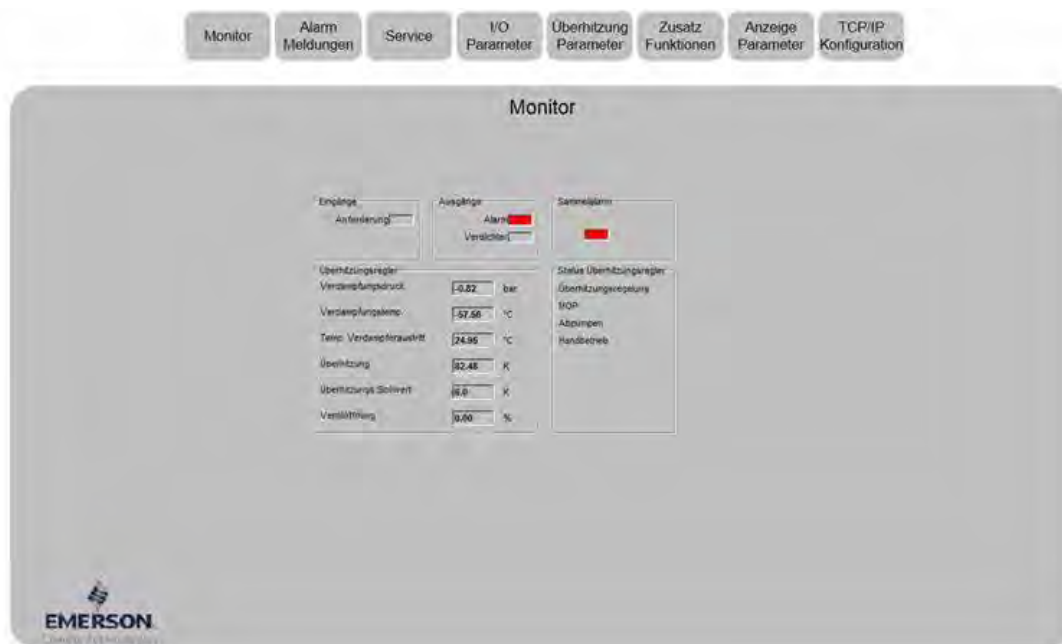 Monitor
Alarm
Meldungen
Service
I/O
Parameter
Überhitzung
Parameter
Zusatz
Funktionen
Anzeige
Parameter
TCP/IP
Konfiguration
Monitor
Eingänge
Anforderung
Ausgänge
Alarm
Verdichter
Sammelalarm
Überhitzungsregler
Verdampfungsdruck -0.82 bar
Verdampfungstemp. -57.56 °C
Temp. Verdampferaustritt 24.95 °C
Überhitzung 82.48 K
Überhitzungs Sollwert 6.0 K
Ventilöffnung 0.00 %
Status Überhitzungsregler
Überhitzungsregelung
MOP
Abpumpen
Handbetrieb
EMERSON